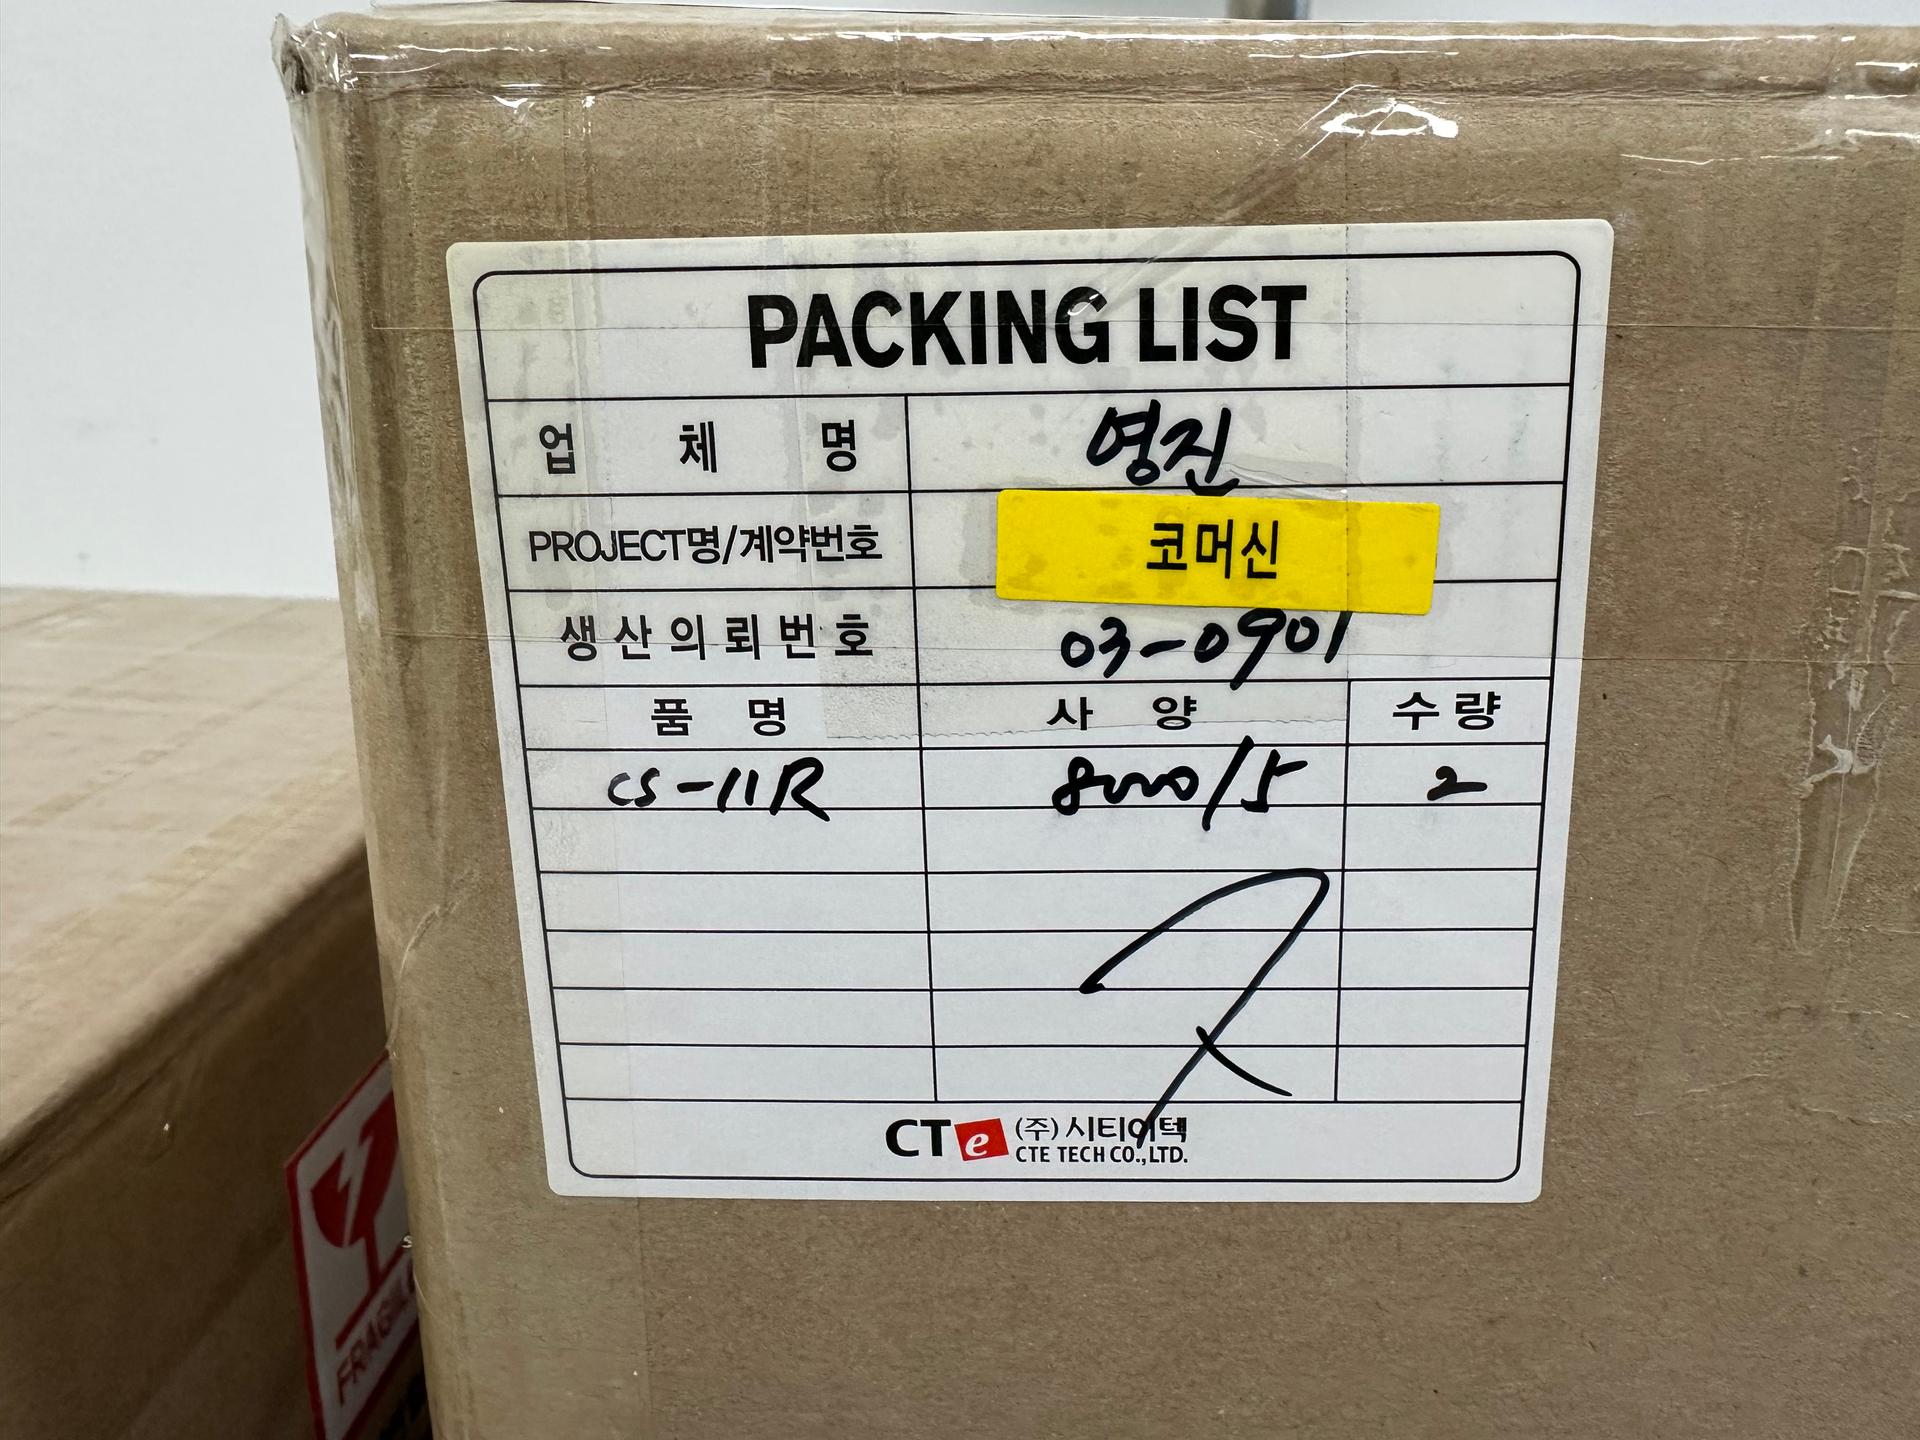 PACKING LIST
업 체 명 영진
PROJECT명/계약번호 코머신
생산의뢰번호 03-0901
품 명 사 양 수량
CS-11R 8000/5 2
CTe (주)시티이텍
CTE TECH CO.,LTD.
FRAGILE